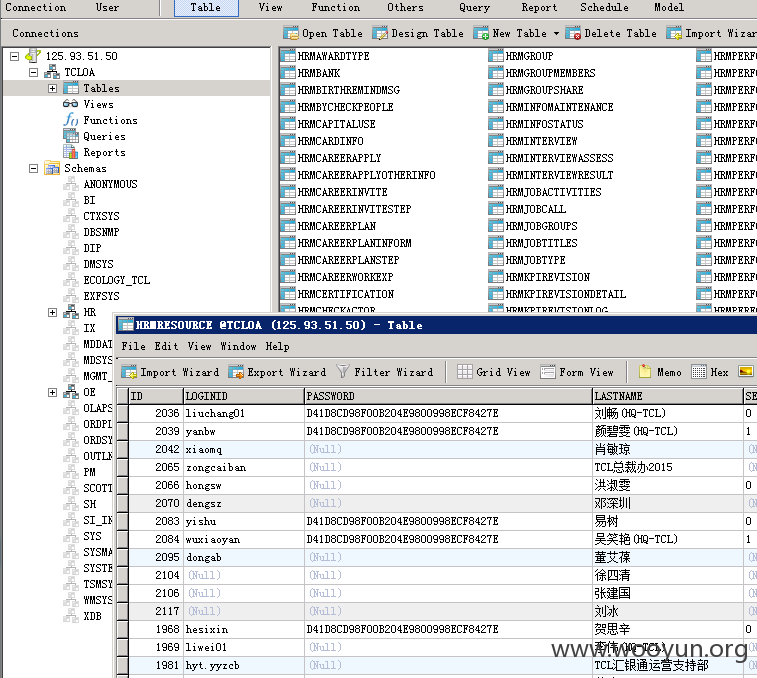 Connection User Table View Function Others Query Report Schedule Model
Connections
Open Table Design Table New Table Delete Table Import Wizar
125.93.51.50
TCLOA
Tables
Views
Functions
Queries
Reports
Schemas
ANONYMOUS
BI
CTXSYS
DBSNMP
DIP
DMSYS
ECOLOGY_TCL
EXFSYS
HR
IX
MDDAT
MDSYS
MGMT_
OE
OLAPS
ORDPL
ORDSY
OUTLN
PM
SCOTT
SH
SI_IN
SYS
SYSMA
SYSTE
TSMSY
WMSYS
XDB
HRMAWARDTYPE HRMGROUP HRMPERFO
HRMBANK HRMGROUPMEMBERS HRMPERFO
HRMBIRTHREMINDMSG HRMGROUPSHARE HRMPERFO
HRMBYCHECKPEOPLE HRMINFOMAINTENANCE HRMPERFO
HRMCAPITALUSE HRMINFOSTATUS HRMPERFO
HRMCARDINFO HRMINTERVIEW HRMPERFO
HRMCAREERAPPLY HRMINTERVIEWASSESS HRMPERFO
HRMCAREERAPPLYOTHERINFO HRMINTERVIEWRESULT HRMPERFO
HRMCAREERINVITE HRMJOBACTIVITIES HRMPERFO
HRMCAREERINVITESTEP HRMJOBCALL HRMPERFO
HRMCAREERPLAN HRMJOBGROUPS HRMPERFO
HRMCAREERPLANINFORM HRMJOBTITLES HRMPERFO
HRMCAREERPLANSTEP HRMJOBTYPE HRMPERFO
HRMCAREERWORKEXP HRMKPIREVISION HRMPERFO
HRMCERTIFICATION HRMKPIREVISIONDETAIL HRMPERFO
HRMCHECKACTOR HRMKPIREVISIONLOG HRMPERFO
HRMRESOURCE @TCLOA (125.93.51.50) - Table
File Edit View Window Help
Import Wizard Export Wizard Filter Wizard Grid View Form View Memo Hex
ID LOGINID PASSWORD LASTNAME SE
2036 liuchang01 D41D8CD98F00B204E9800998ECF8427E 刘畅(HQ-TCL) 0
2039 yanbw D41D8CD98F00B204E9800998ECF8427E 颜碧雯(HQ-TCL) 1
2042 xiaomq (Null) 肖敏琼 (N
2065 zongcaiban (Null) TCL总裁办2015 (N
2066 hongsw (Null) 洪淑雯 0
2070 dengsz (Null) 邓深圳 (N
2083 yishu D41D8CD98F00B204E9800998ECF8427E 易树 0
2084 wuxiaoyan D41D8CD98F00B204E9800998ECF8427E 吴笑艳(HQ-TCL) 1
2095 dongab (Null) 董艾葆 (N
2104 (Null) (Null) 徐四清 (N
2106 (Null) (Null) 张建国 (N
2117 (Null) (Null) 刘冰 (N
1968 hesixin D41D8CD98F00B204E9800998ECF8427E 贺思辛 0
1969 liwei01 (Null) 李伟(HQ-TCL) (N
1981 hyt.yyzcb (Null) TCL汇银通运营支持部 (N
www.wooyun.org